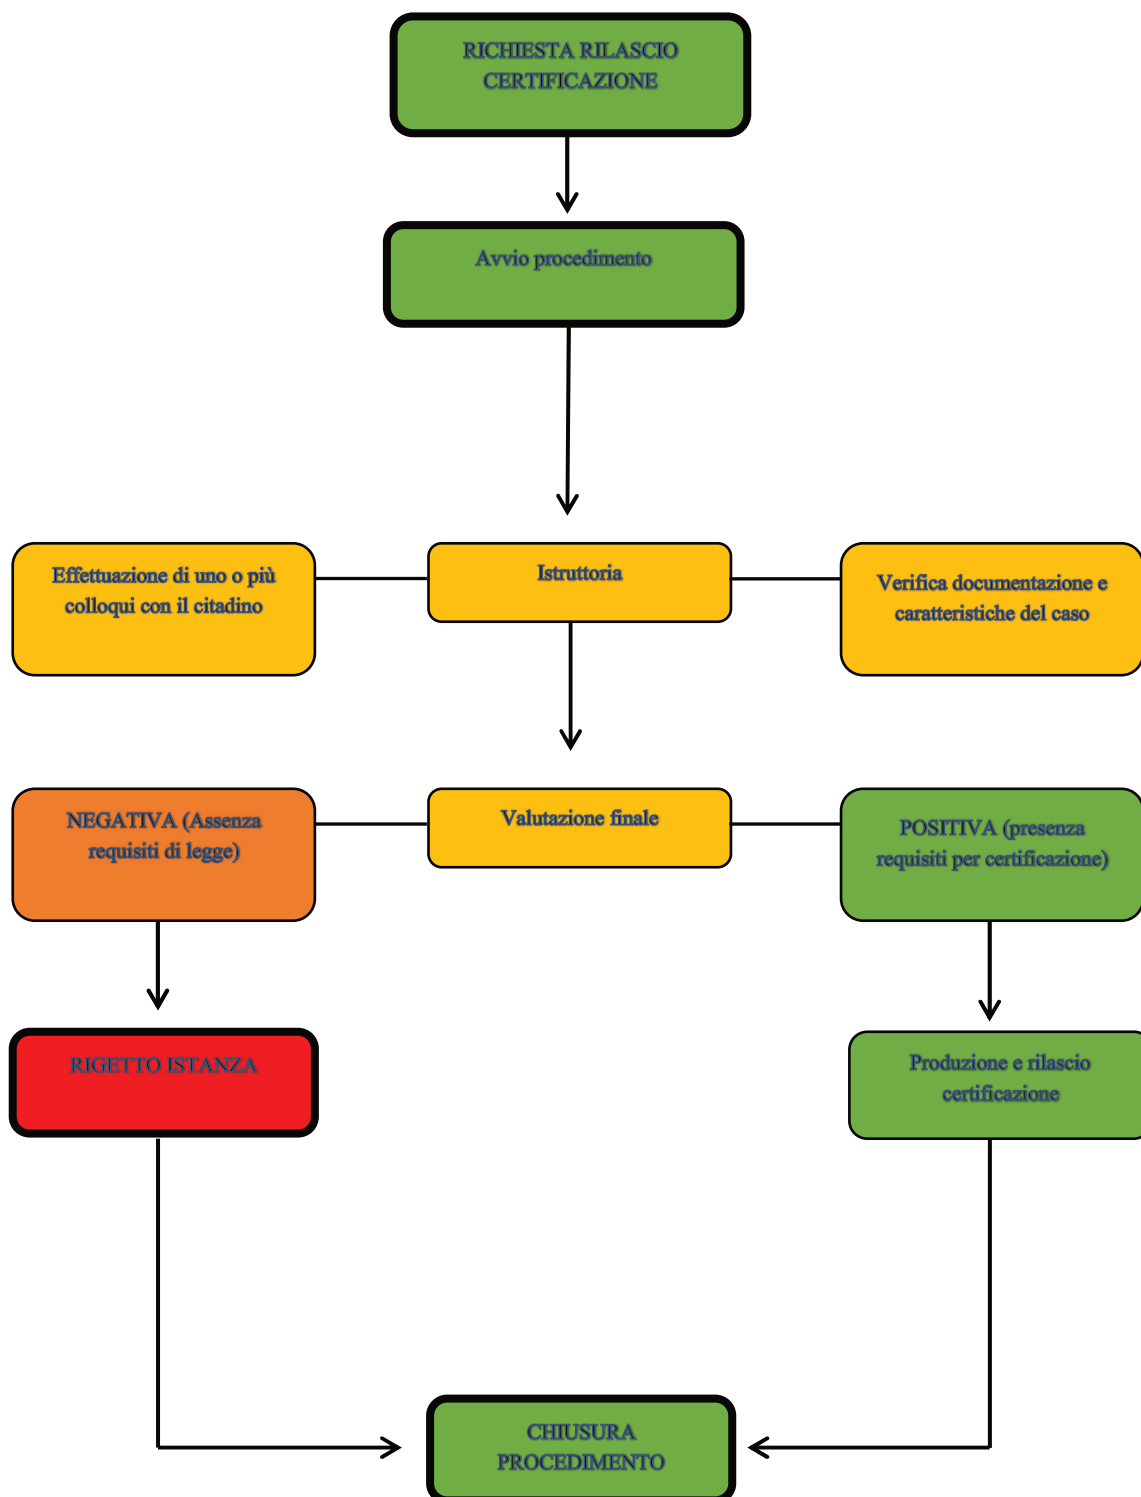 RICHIESTA RILASCIO
CERTIFICAZIONE
Avvio procedimento
Effettuazione di uno o più
colloqui con il citadino
Istruttoria
Verifica documentazione e
caratteristiche del caso
NEGATIVA (Assenza
requisiti di legge)
Valutazione finale
POSITIVA (presenza
requisiti per certificazione)
RIGETTO ISTANZA
Produzione e rilascio
certificazione
CHIUSURA
PROCEDIMENTO